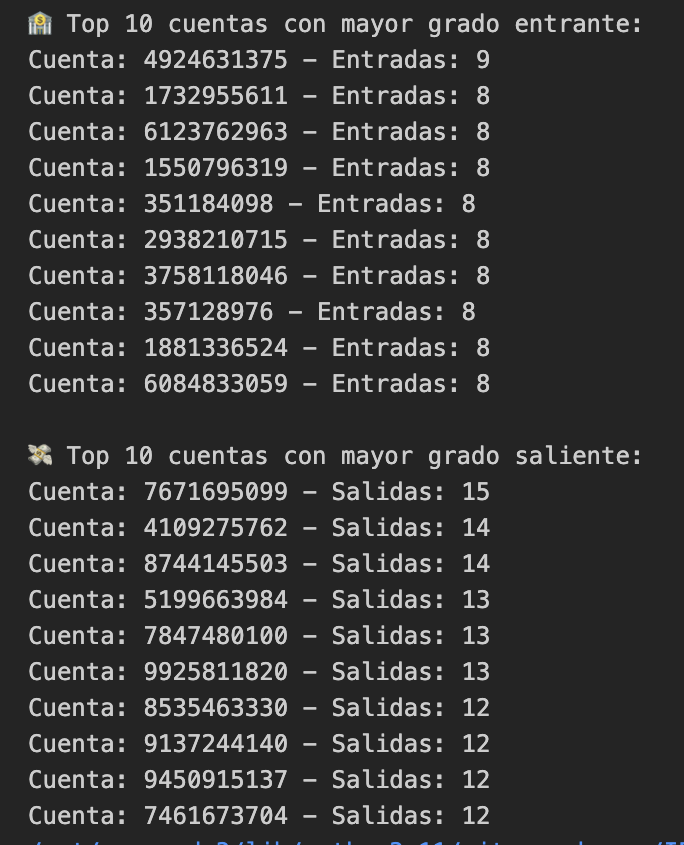 🏦 Top 10 cuentas con mayor grado entrante:
Cuenta: 4924631375 – Entradas: 9
Cuenta: 1732955611 – Entradas: 8
Cuenta: 6123762963 – Entradas: 8
Cuenta: 1550796319 – Entradas: 8
Cuenta: 351184098 – Entradas: 8
Cuenta: 2938210715 – Entradas: 8
Cuenta: 3758118046 – Entradas: 8
Cuenta: 357128976 – Entradas: 8
Cuenta: 1881336524 – Entradas: 8
Cuenta: 6084833059 – Entradas: 8
💸 Top 10 cuentas con mayor grado saliente:
Cuenta: 7671695099 – Salidas: 15
Cuenta: 4109275762 – Salidas: 14
Cuenta: 8744145503 – Salidas: 14
Cuenta: 5199663984 – Salidas: 13
Cuenta: 7847480100 – Salidas: 13
Cuenta: 9925811820 – Salidas: 13
Cuenta: 8535463330 – Salidas: 12
Cuenta: 9137244140 – Salidas: 12
Cuenta: 9450915137 – Salidas: 12
Cuenta: 7461673704 – Salidas: 12